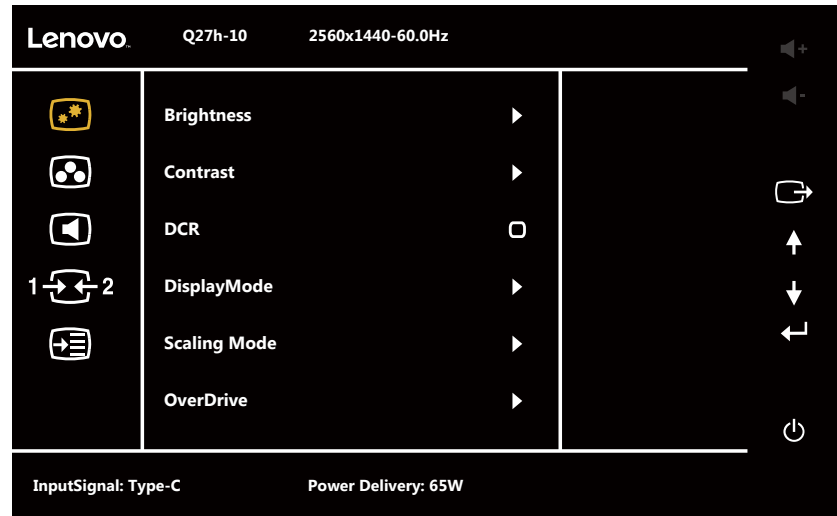 Lenovo™ Q27h-10 2560x1440-60.0Hz
Brightness
Contrast
DCR
1 2 DisplayMode
Scaling Mode
OverDrive
InputSignal: Type-C Power Delivery: 65W